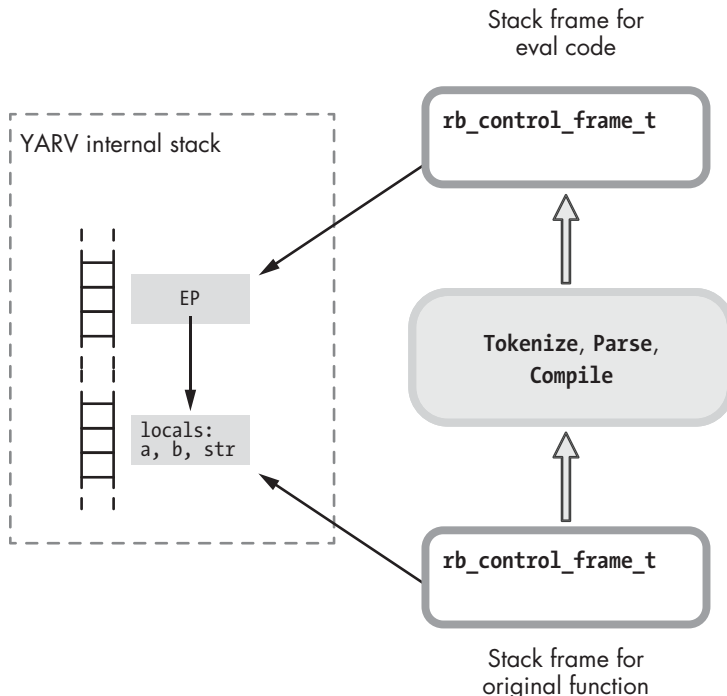 Stack frame for
eval code
rb_control_frame_t
YARV internal stack
EP
Tokenize, Parse,
Compile
locals:
a, b, str
rb_control_frame_t
Stack frame for
original function